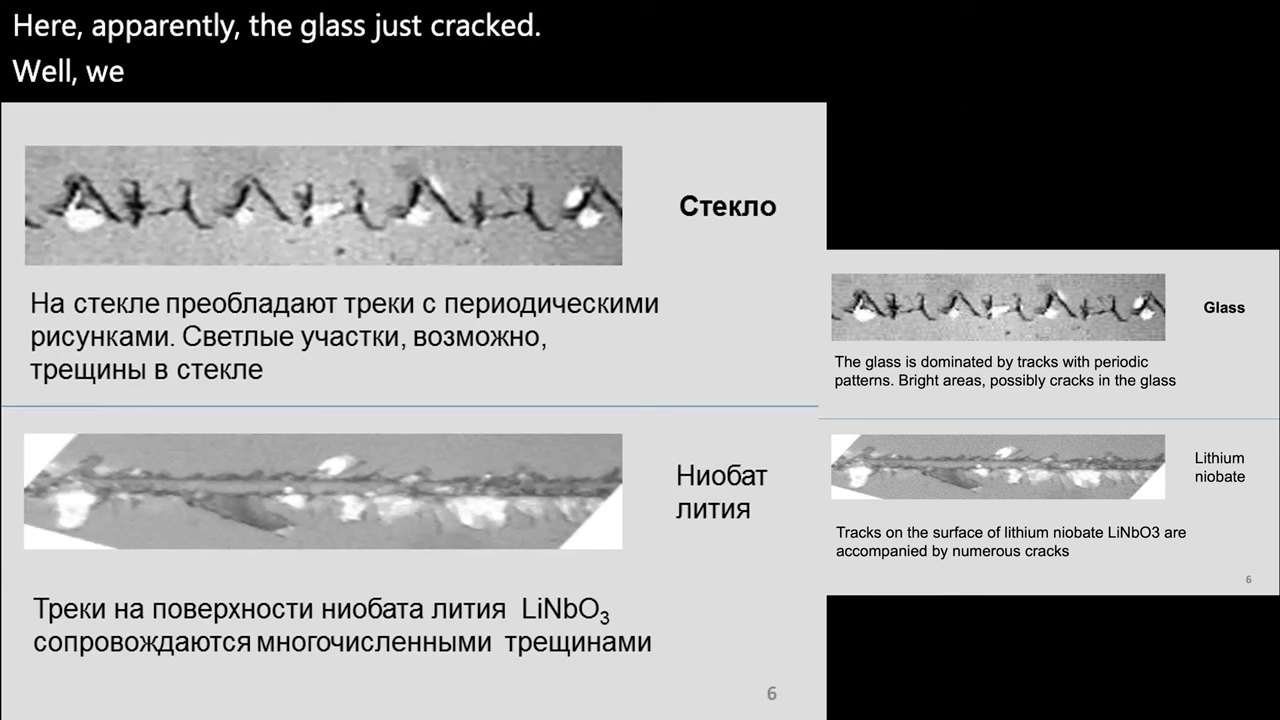 Here, apparently, the glass just cracked.
Well, we
Стекло
На стекле преобладают треки с периодическими
рисунками. Светлые участки, возможно,
трещины в стекле
Ниобат
лития
Треки на поверхности ниобата лития LiNbO₃
сопровождаются многочисленными трещинами
6
Glass
The glass is dominated by tracks with periodic
patterns. Bright areas, possibly cracks in the glass
Lithium
niobate
Tracks on the surface of lithium niobate LiNbO3 are
accompanied by numerous cracks
6